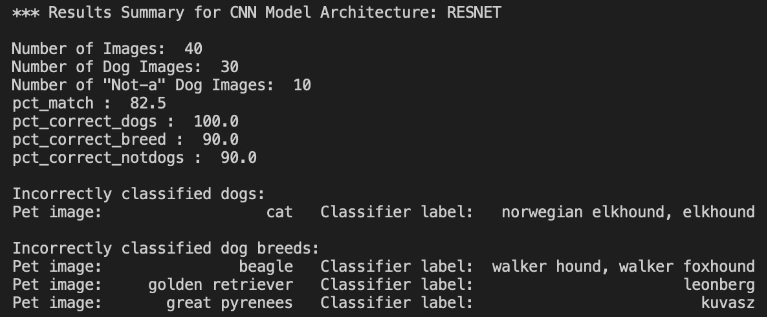 *** Results Summary for CNN Model Architecture: RESNET
Number of Images:  40
Number of Dog Images:  30
Number of "Not-a" Dog Images:  10
pct_match :  82.5
pct_correct_dogs :  100.0
pct_correct_breed :  90.0
pct_correct_notdogs :  90.0
Incorrectly classified dogs:
Pet image:                  cat   Classifier label:   norwegian elkhound, elkhound
Incorrectly classified dog breeds:
Pet image:               beagle   Classifier label:  walker hound, walker foxhound
Pet image:     golden retriever   Classifier label:                       leonberg
Pet image:       great pyrenees   Classifier label:                         kuvasz